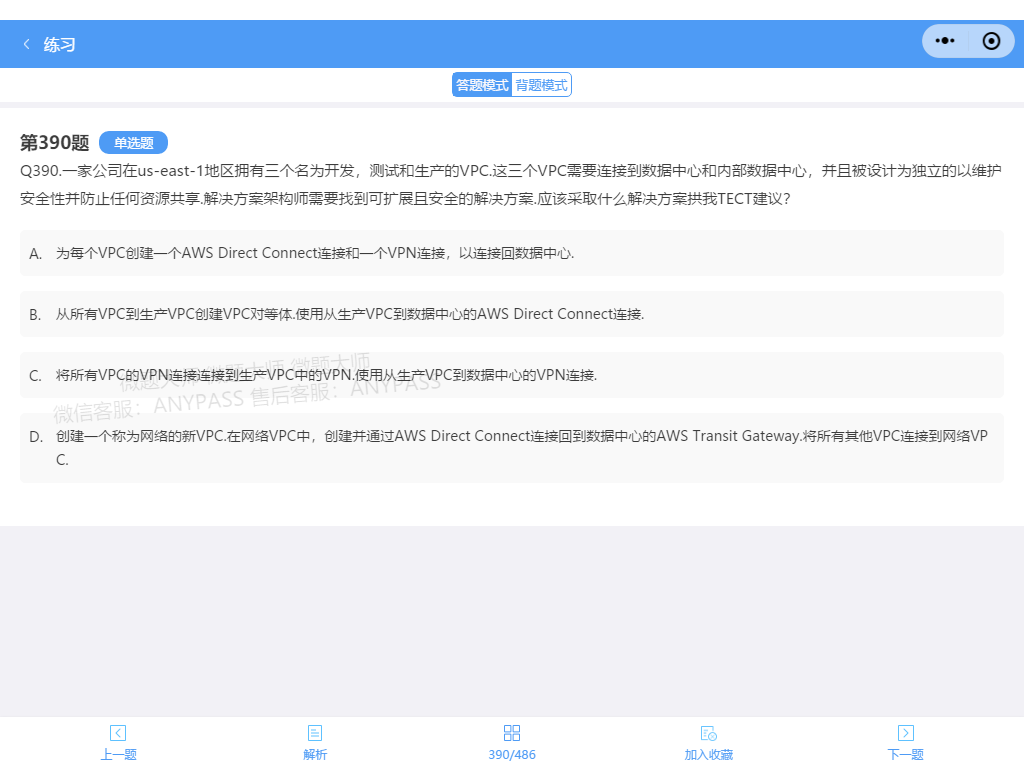 练习
答题模式 背题模式
第390题 单选题
Q390.一家公司在us-east-1地区拥有三个名为开发，测试和生产的VPC.这三个VPC需要连接到数据中心和内部数据中心，并且被设计为独立的以维护
安全性并防止任何资源共享.解决方案架构师需要找到可扩展且安全的解决方案.应该采取什么解决方案拱我TECT建议?
A. 为每个VPC创建一个AWS Direct Connect连接和一个VPN连接，以连接回数据中心.
B. 从所有VPC到生产VPC创建VPC对等体.使用从生产VPC到数据中心的AWS Direct Connect连接.
C. 将所有VPC的VPN连接连接到生产VPC中的VPN.使用从生产VPC到数据中心的VPN连接.
微题大师 微题大师 微题大师
微信客服：ANYPASS 售后客服：ANYPASS
D. 创建一个称为网络的新VPC.在网络VPC中，创建并通过AWS Direct Connect连接回到数据中心的AWS Transit Gateway.将所有其他VPC连接到网络VP
C.
上一题 解析 390/486 加入收藏 下一题